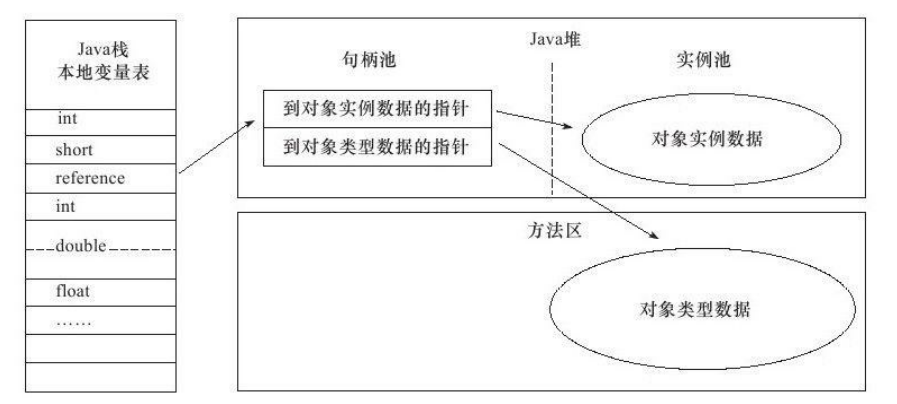 Java栈
本地变量表
int
short
reference
int
double
float
……
Java堆
句柄池
实例池
到对象实例数据的指针
到对象类型数据的指针
对象实例数据
方法区
对象类型数据